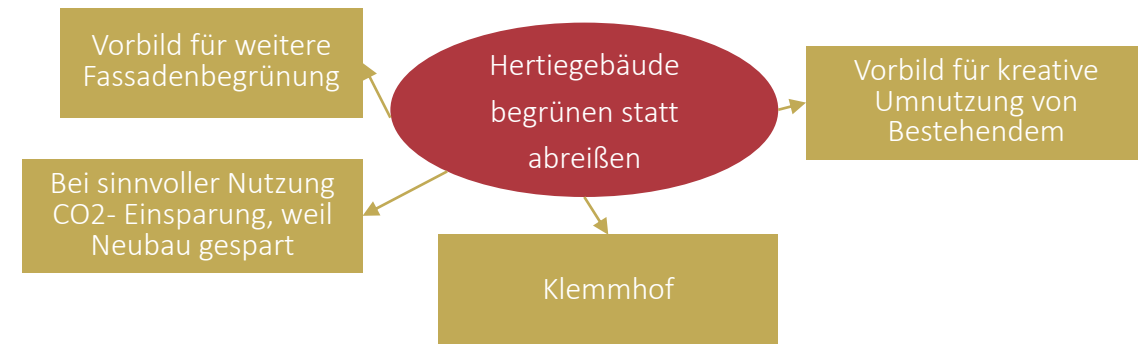 Vorbild für weitere
Fassadenbegrünung
Hertiegebäude
begrünen statt
abreißen
Vorbild für kreative
Umnutzung von
Bestehendem
Bei sinnvoller Nutzung
CO2- Einsparung, weil
Neubau gespart
Klemmhof